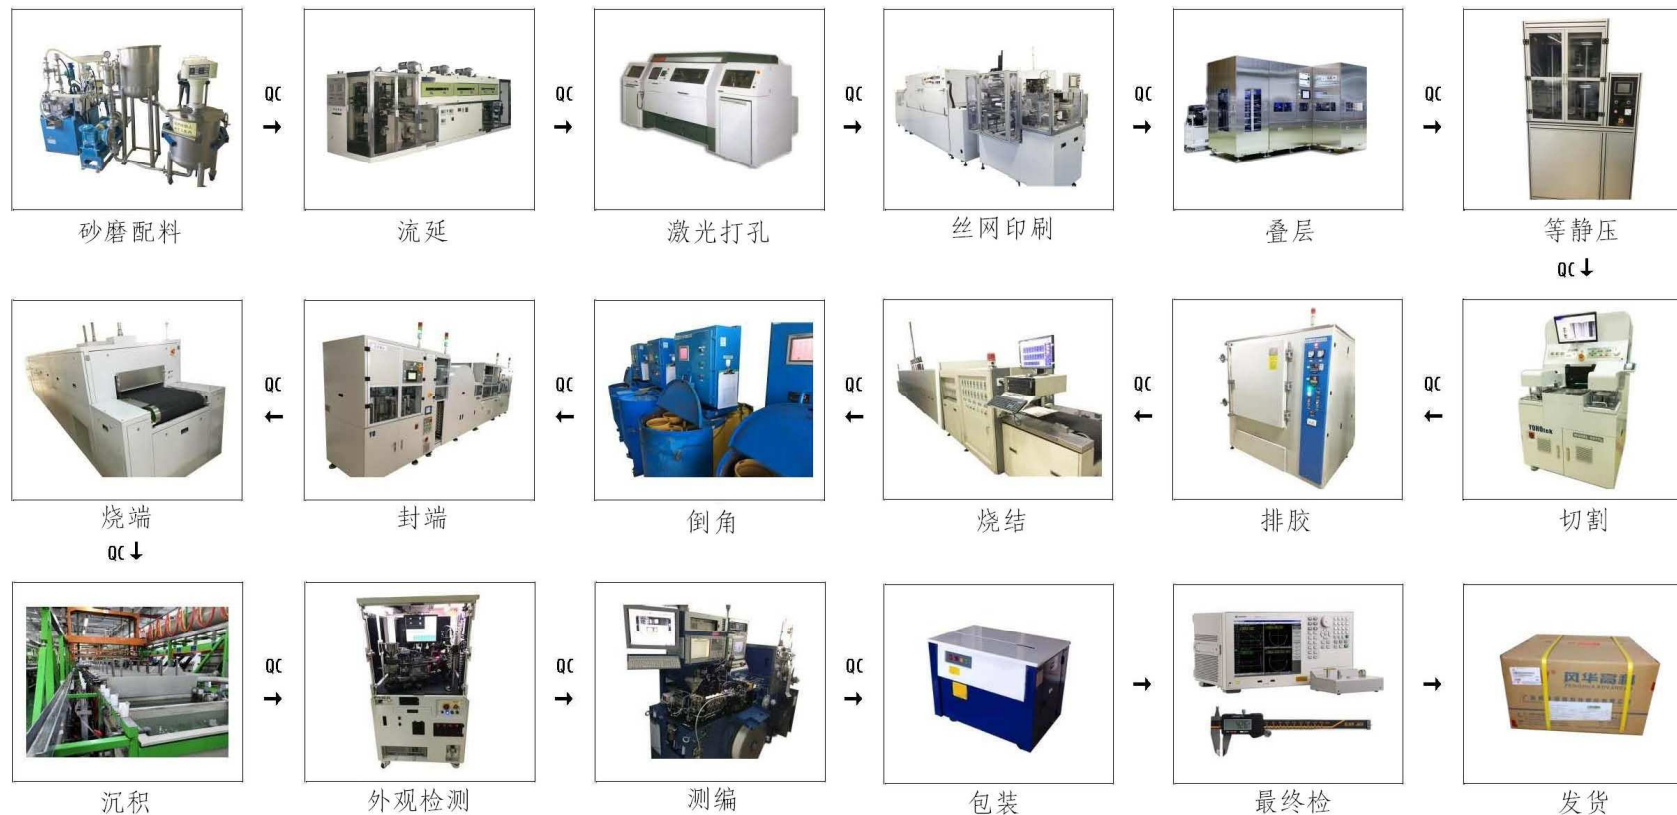 QC
QC
QC
QC
QC
砂磨配料
流延
激光打孔
丝网印刷
叠层
等静压
QC
YUHOtek
QC
QC
QC
QC
QC
烧端
封端
倒角
烧结
排胶
切割
QC
风华高科
QC
QC
QC
沉积
外观检测
测编
包装
最终检
发货